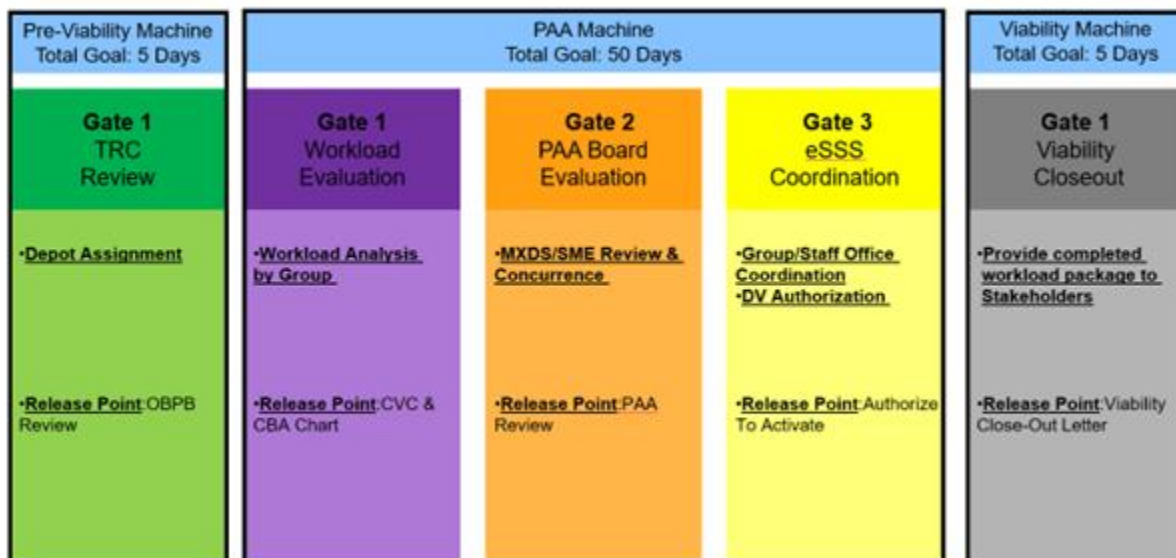 Pre-Viability Machine
Total Goal: 5 Days
PAA Machine
Total Goal: 50 Days
Viability Machine
Total Goal: 5 Days
Gate 1
TRC
Review
Gate 1
Workload
Evaluation
Gate 2
PAA Board
Evaluation
Gate 3
eSSS
Coordination
Gate 1
Viability
Closeout
•Depot Assignment
•Workload Analysis
by Group
•MXDS/SME Review &
Concurrence
•Group/Staff Office
Coordination
•DV Authorization
•Provide completed
workload package to
Stakeholders
•Release Point:OBPB
Review
•Release Point:CVC &
CBA Chart
•Release Point:PAA
Review
•Release Point:Authorize
To Activate
•Release Point:Viability
Close-Out Letter